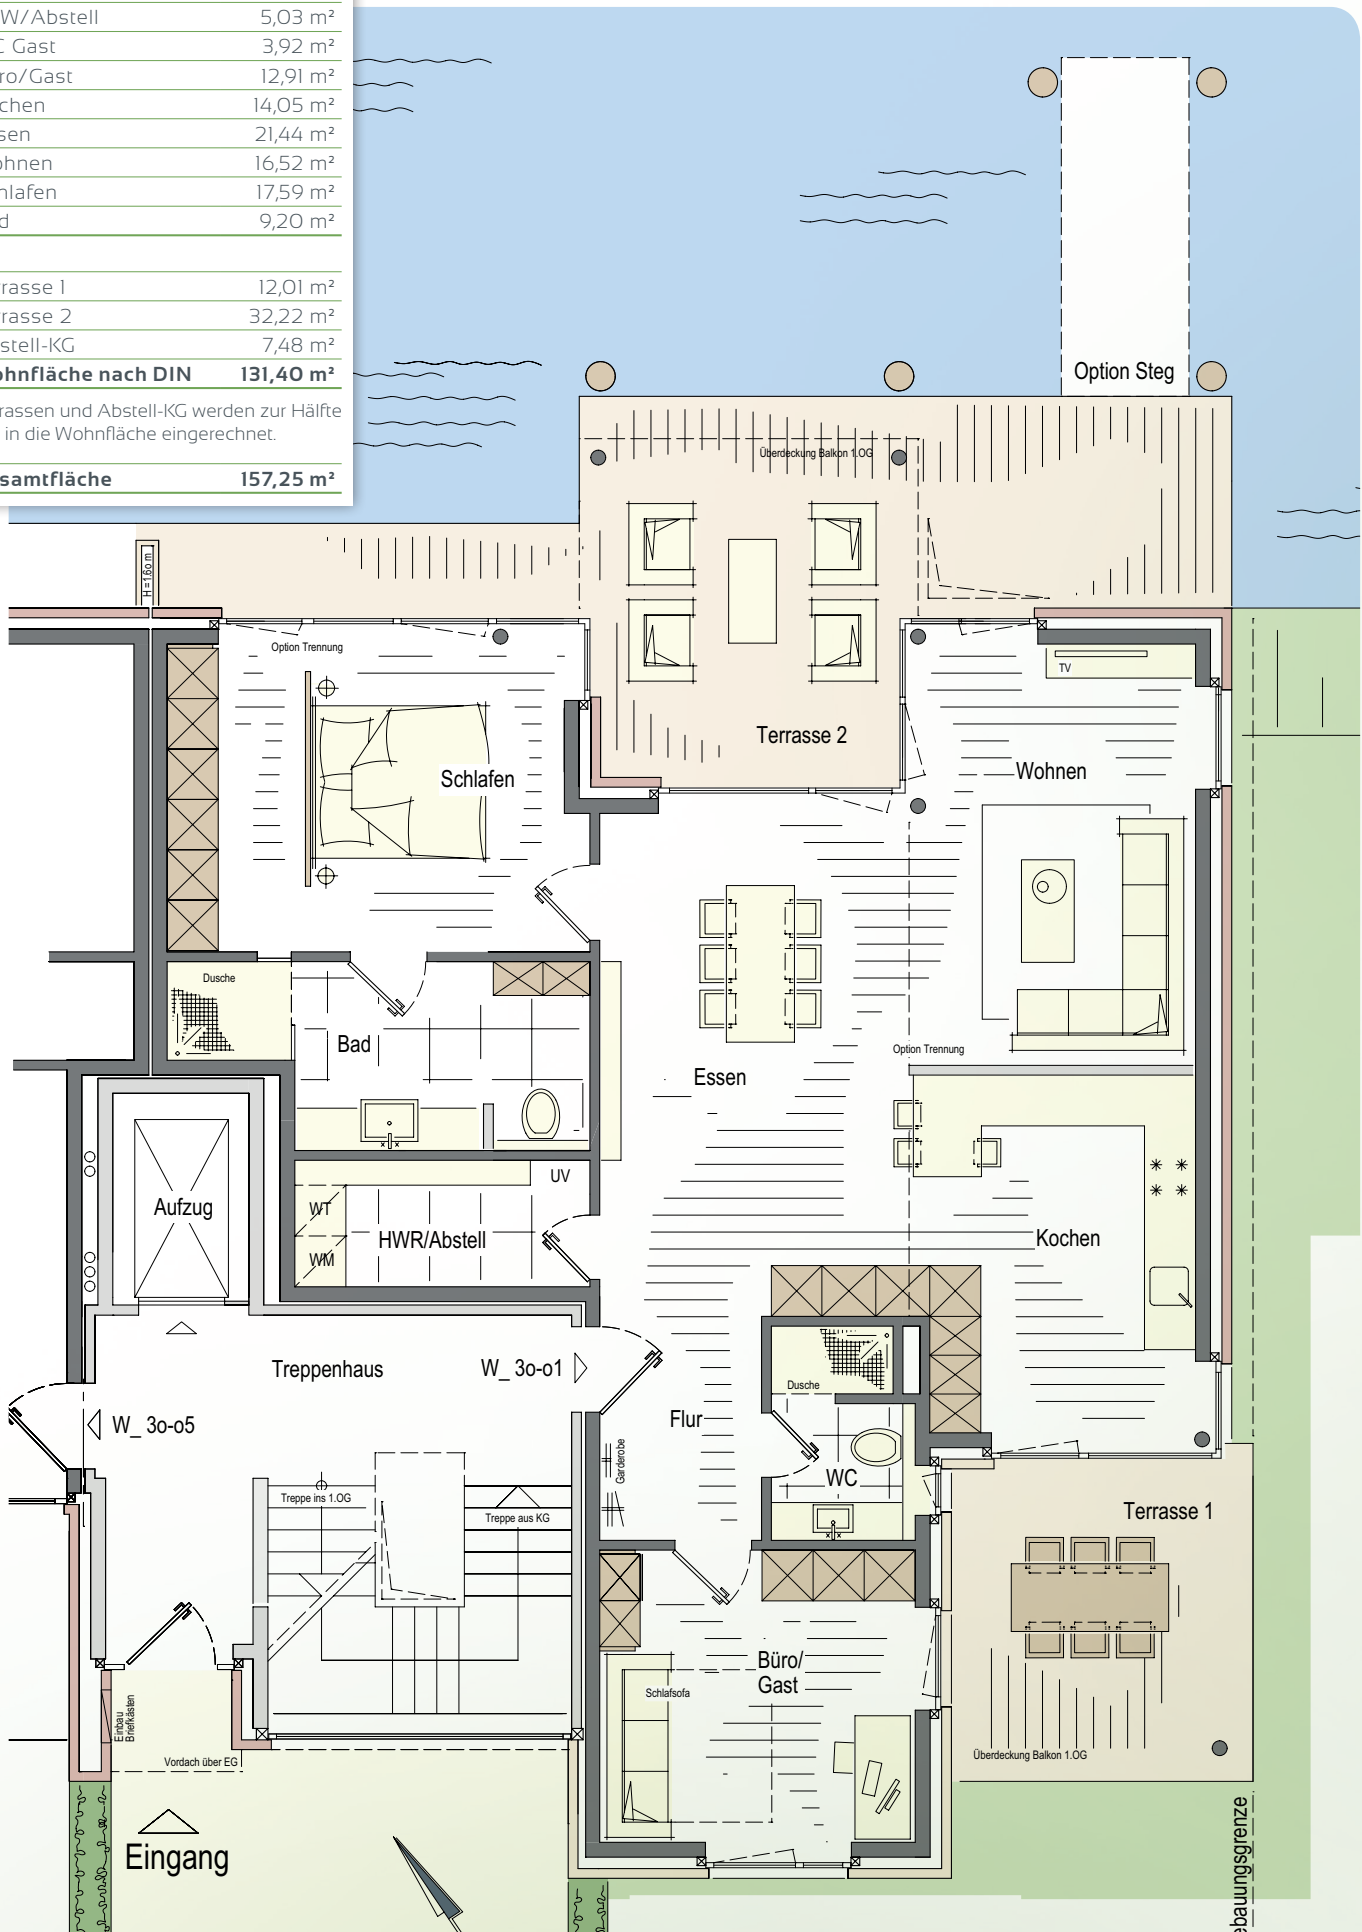 W/Abstell 5,03 m²
C Gast 3,92 m²
ro/Gast 12,91 m²
chen 14,05 m²
sen 21,44 m²
ohnen 16,52 m²
hlafen 17,59 m²
d 9,20 m²
rrasse 1 12,01 m²
rrasse 2 32,22 m²
stell-KG 7,48 m²
ohnfläche nach DIN 131,40 m²
rrassen und Abstell-KG werden zur Hälfte
in die Wohnfläche eingerechnet.
samtfläche 157,25 m²
Option Steg
Überdeckung Balkon 1.OG
H=1.60 m
Option Trennung
TV
Terrasse 2
Wohnen
Schlafen
Dusche
Bad
Option Trennung
Essen
UV
Aufzug
WT
HWR/Abstell
WM
Kochen
Treppenhaus
W_ 3o-o1
Dusche
W_ 3o-o5
Flur
Garderobe
WC
Treppe ins 1.OG
Treppe aus KG
Terrasse 1
Büro/
Gast
Schlafsofa
Einbau
Briefkästen
Vordach über EG
Überdeckung Balkon 1.OG
Eingang
ebauungsgrenze